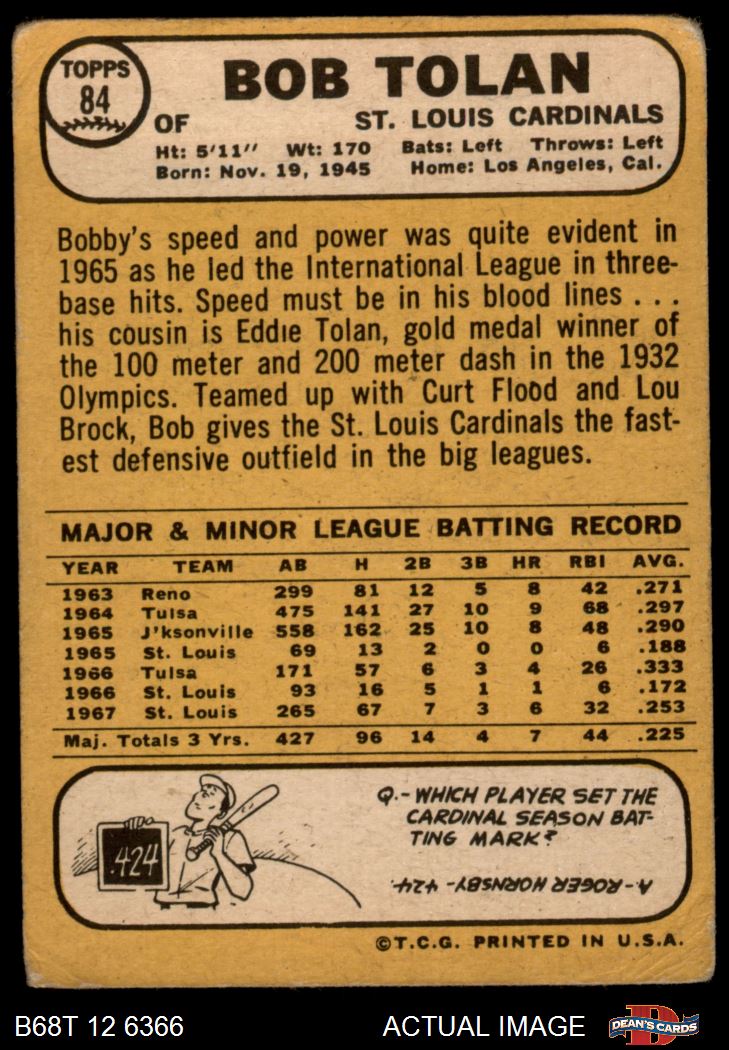 TOPPS
84
BOB TOLAN
OF
ST. LOUIS CARDINALS
Ht: 5'11" Wt: 170 Bats: Left Throws: Left
Born: Nov. 19, 1945 Home: Los Angeles, Cal.
Bobby's speed and power was quite evident in
1965 as he led the International League in three-
base hits. Speed must be in his blood lines . . .
his cousin is Eddie Tolan, gold medal winner of
the 100 meter and 200 meter dash in the 1932
Olympics. Teamed up with Curt Flood and Lou
Brock, Bob gives the St. Louis Cardinals the fast-
est defensive outfield in the big leagues.
MAJOR & MINOR LEAGUE BATTING RECORD
YEAR TEAM AB H 2B 3B HR RBI AVG.
1963 Reno 299 81 12 5 8 42 .271
1964 Tulsa 475 141 27 10 9 68 .297
1965 J'ksonville 558 162 25 10 8 48 .290
1965 St. Louis 69 13 2 0 0 6 .188
1966 Tulsa 171 57 6 3 4 26 .333
1966 St. Louis 93 16 5 1 1 6 .172
1967 St. Louis 265 67 7 3 6 32 .253
Maj. Totals 3 Yrs. 427 96 14 4 7 44 .225
.424
Q.- WHICH PLAYER SET THE
CARDINAL SEASON BAT-
TING MARK?
A- ROGER HORNSBY- .424.
©T.C.G. PRINTED IN U.S.A.
B68T 12 6366
ACTUAL IMAGE
DEAN'S CARDS